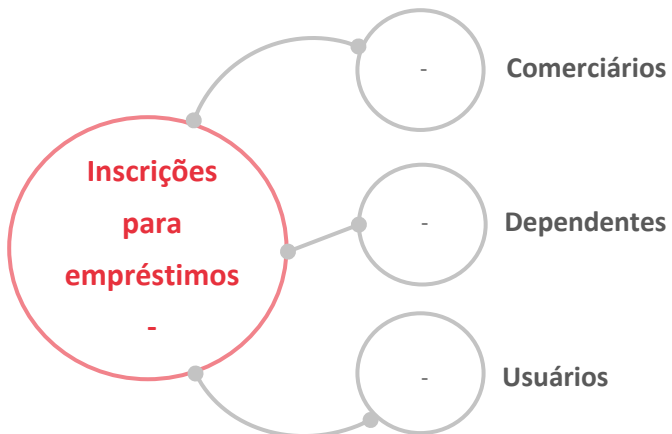 Inscrições
para
empréstimos
-
- Comerciários
- Dependentes
- Usuários